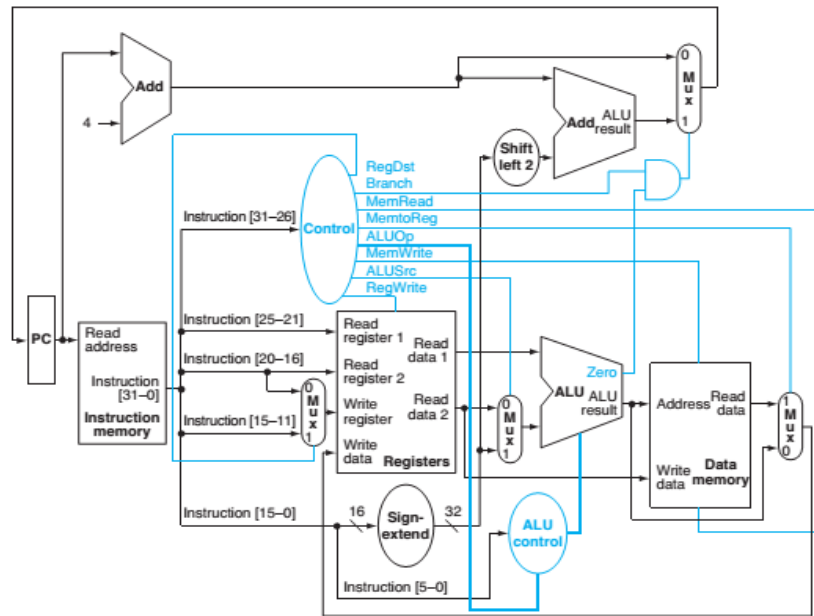 Add
4
0
Mux
1
Add
ALU
result
Shift
left 2
RegDst
Branch
MemRead
MemtoReg
ALUOp
MemWrite
ALUSrc
RegWrite
Control
Instruction [31–26]
PC
Read
address
Instruction
[31–0]
Instruction
memory
Instruction [25–21]
Instruction [20–16]
Instruction [15–11]
0
Mux
1
Read
register 1
Read
register 2
Write
register
Write
data
Read
data 1
Read
data 2
Registers
0
Mux
1
Zero
ALU
ALU
result
Address
Read
data
Write
data
Data
memory
1
Mux
0
Instruction [15–0]
16
Sign-
extend
32
ALU
control
Instruction [5–0]